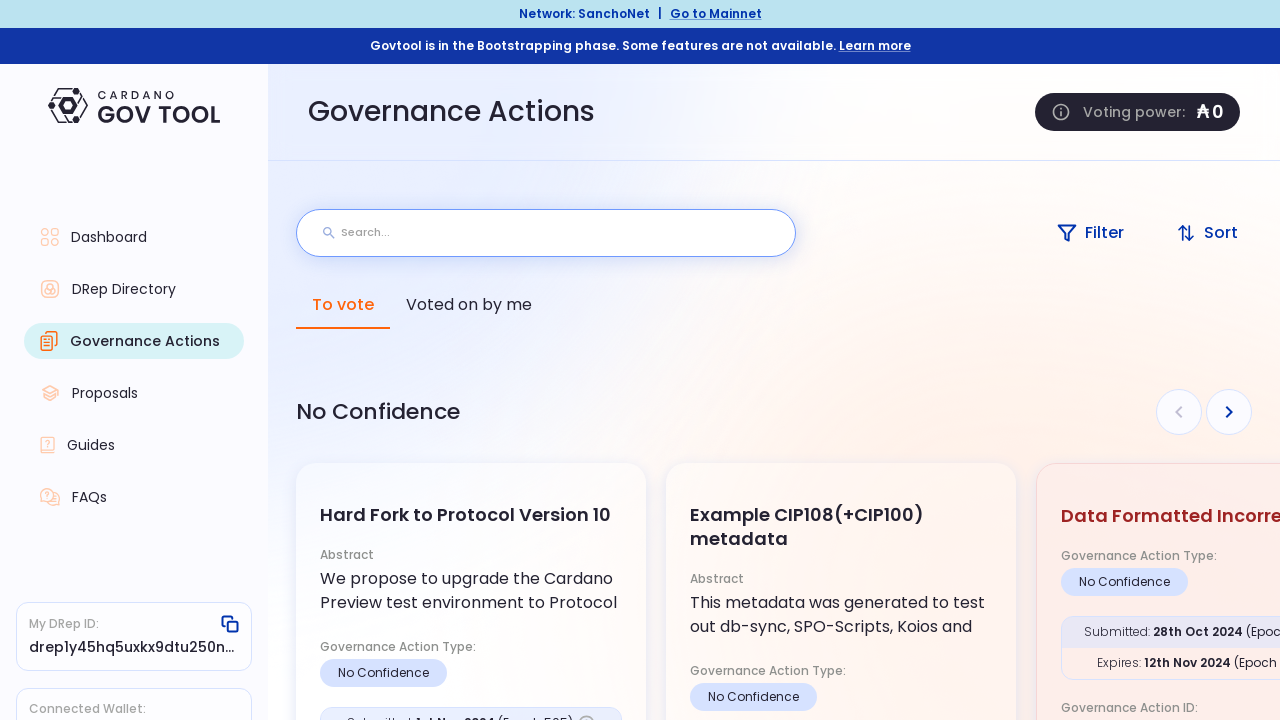 Network: SanchoNet | Go to Mainnet
Govtool is in the Bootstrapping phase. Some features are not available. Learn more
CARDANO
GOV TOOL
Governance Actions
Voting power: ₳ 0
Dashboard
DRep Directory
Governance Actions
Proposals
Guides
FAQs
My DRep ID:
drep1y45hq5uxkx9dtu250n...
Connected Wallet:
Search...
Filter
Sort
To vote
Voted on by me
No Confidence
Hard Fork to Protocol Version 10
Abstract
We propose to upgrade the Cardano
Preview test environment to Protocol
Governance Action Type:
No Confidence
Submitted: 1st Nov 2024 (Epoch 505)
Example CIP108(+CIP100)
metadata
Abstract
This metadata was generated to test
out db-sync, SPO-Scripts, Koios and
Governance Action Type:
No Confidence
Data Formatted Incorre
Governance Action Type:
No Confidence
Submitted: 28th Oct 2024 (Epoc
Expires: 12th Nov 2024 (Epoch
Governance Action ID: